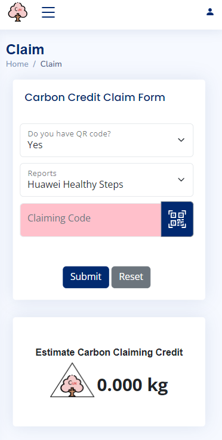 Claim
Home / Claim
Carbon Credit Claim Form
Do you have QR code?
Yes
Reports
Huawei Healthy Steps
Claiming Code
Submit Reset
Estimate Carbon Claiming Credit
0.000 kg